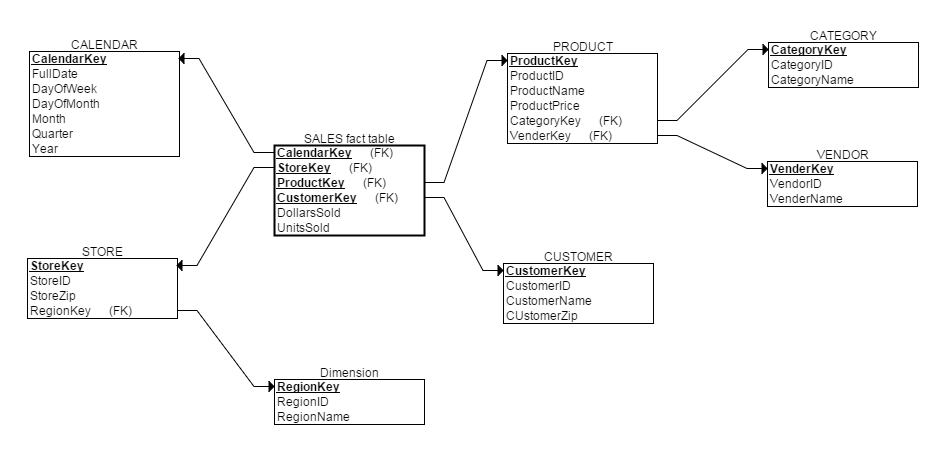 CALENDAR
CalendarKey
FullDate
DayOfWeek
DayOfMonth
Month
Quarter
Year
SALES fact table
CalendarKey (FK)
StoreKey (FK)
ProductKey (FK)
CustomerKey (FK)
DollarsSold
UnitsSold
PRODUCT
ProductKey
ProductID
ProductName
ProductPrice
CategoryKey (FK)
VenderKey (FK)
CATEGORY
CategoryKey
CategoryID
CategoryName
VENDOR
VenderKey
VendorID
VenderName
STORE
StoreKey
StoreID
StoreZip
RegionKey (FK)
CUSTOMER
CustomerKey
CustomerID
CustomerName
CUstomerZip
Dimension
RegionKey
RegionID
RegionName